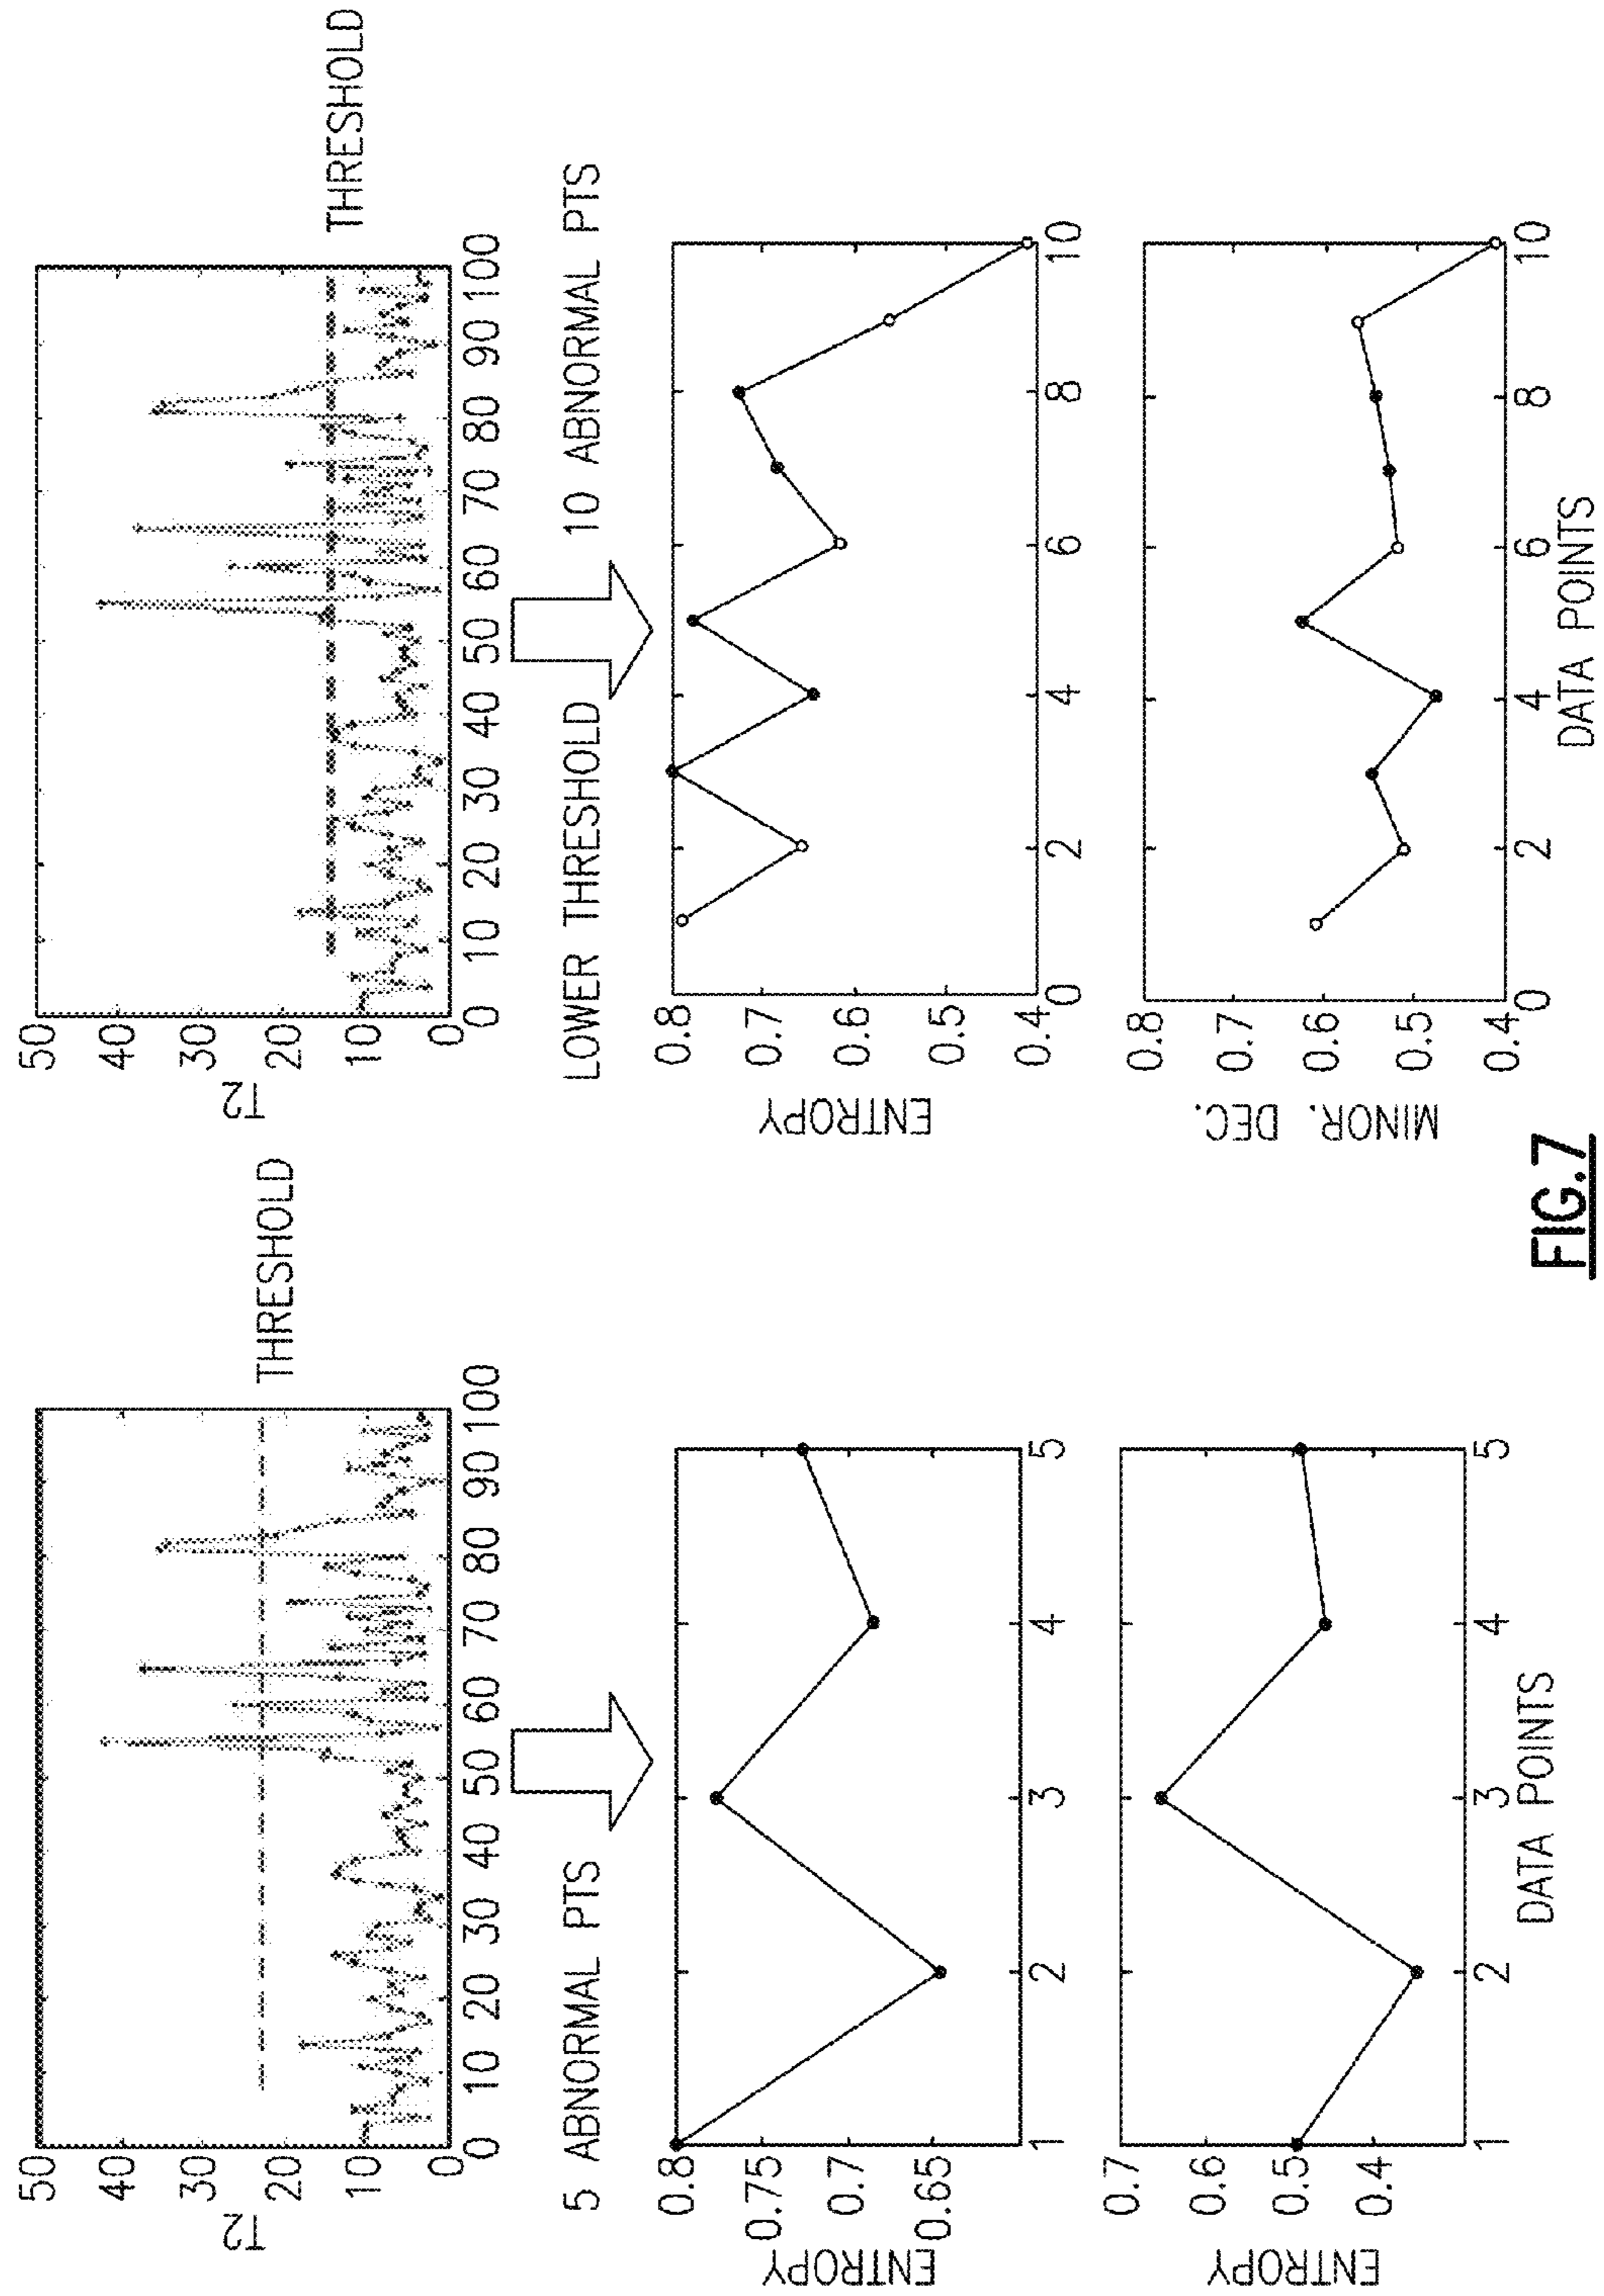 50
40
30
20
10
0
T2
0 10 20 30 40 50 60 70 80 90 100
THRESHOLD
5 ABNORMAL PTS
0.8
0.75
0.7
0.65
ENTROPY
1 2 3 4 5
0.7
0.6
0.5
0.4
ENTROPY
1 2 3 4 5
DATA POINTS
50
40
30
20
10
0
T2
0 10 20 30 40 50 60 70 80 90 100
THRESHOLD
LOWER THRESHOLD
10 ABNORMAL PTS
0.8
0.7
0.6
0.5
0.4
ENTROPY
0 2 4 6 8 10
0.8
0.7
0.6
0.5
0.4
MINOR. DEC.
0 2 4 6 8 10
DATA POINTS
FIG.7